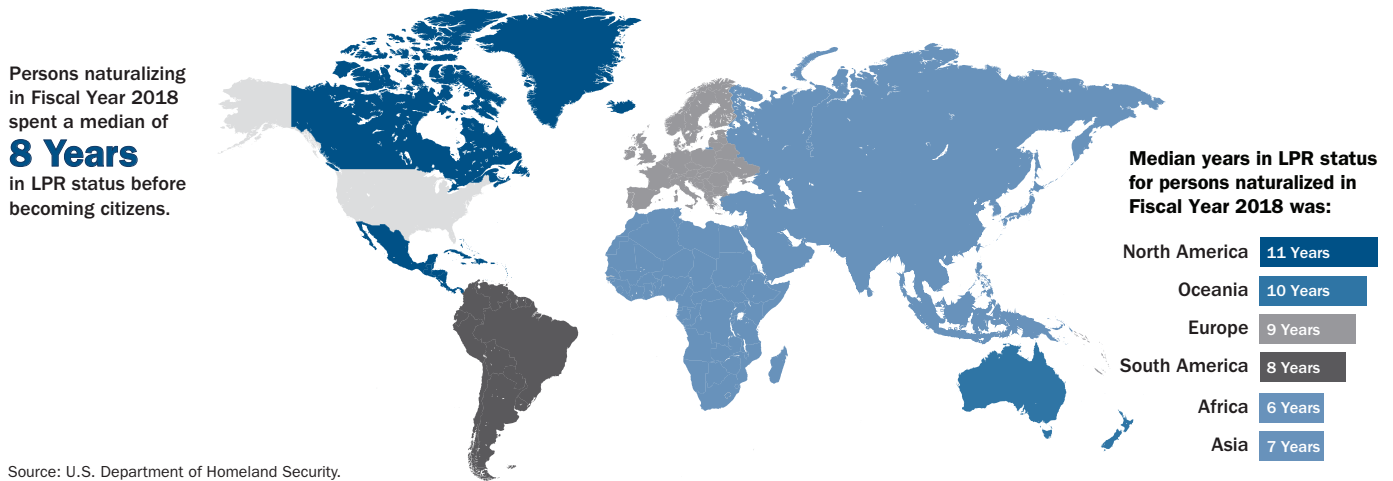 Persons naturalizing
in Fiscal Year 2018
spent a median of
8 Years
in LPR status before
becoming citizens.
Median years in LPR status
for persons naturalized in
Fiscal Year 2018 was:
North America 11 Years
Oceania 10 Years
Europe 9 Years
South America 8 Years
Africa 6 Years
Asia 7 Years
Source: U.S. Department of Homeland Security.